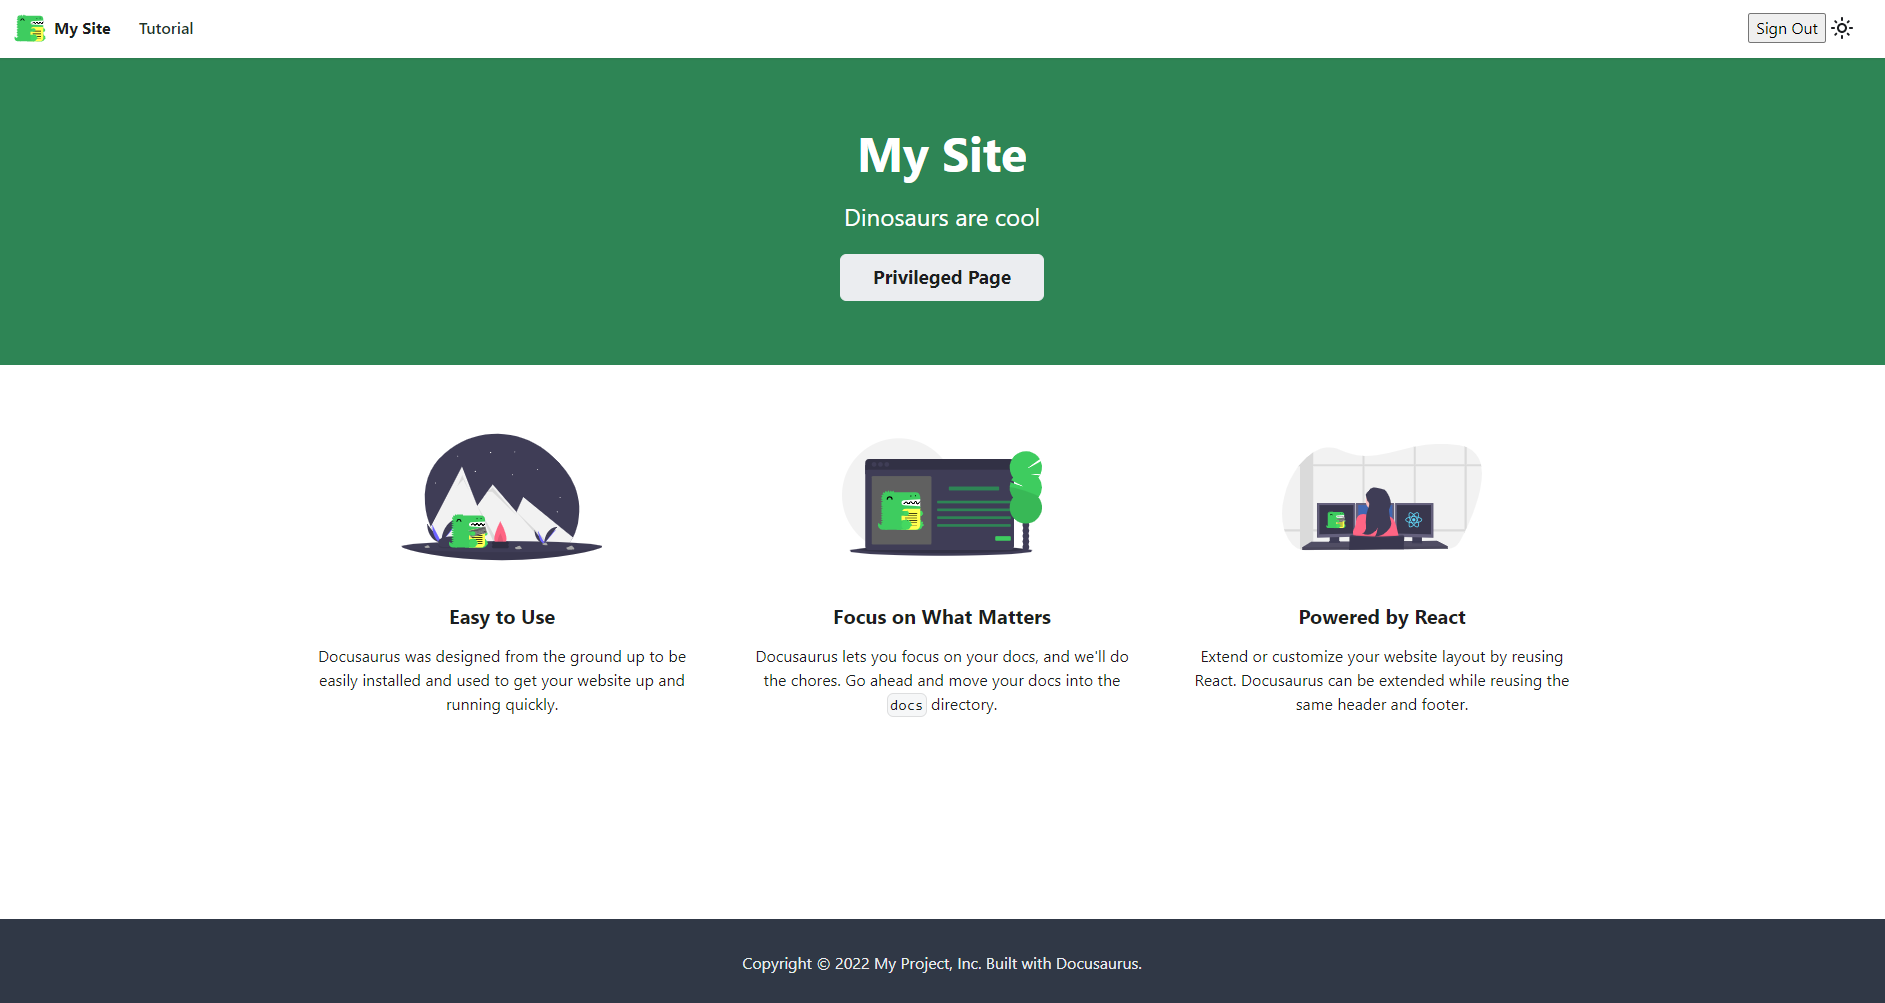 My Site
Tutorial
Sign Out
My Site
Dinosaurs are cool
Privileged Page
Easy to Use
Docusaurus was designed from the ground up to be
easily installed and used to get your website up and
running quickly.
Focus on What Matters
Docusaurus lets you focus on your docs, and we'll do
the chores. Go ahead and move your docs into the
docs directory.
Powered by React
Extend or customize your website layout by reusing
React. Docusaurus can be extended while reusing the
same header and footer.
Copyright © 2022 My Project, Inc. Built with Docusaurus.